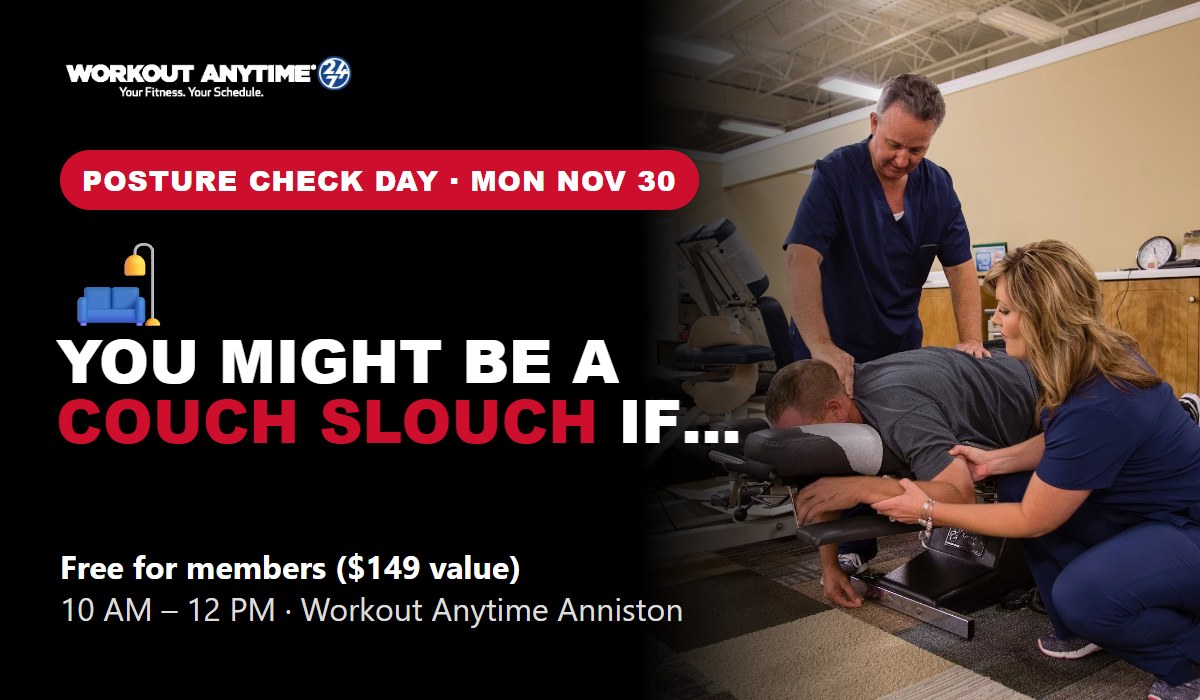 WORKOUT ANYTIME 24/7
Your Fitness. Your Schedule.
POSTURE CHECK DAY · MON NOV 30
YOU MIGHT BE A
COUCH SLOUCH IF...
Free for members ($149 value)
10 AM – 12 PM · Workout Anytime Anniston